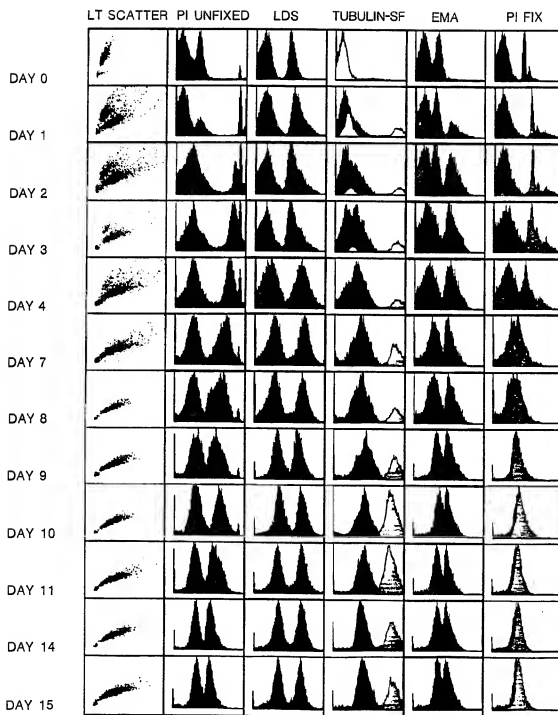 LT SCATTER PI UNFIXED LDS TUBULIN-SF EMA PI FIX
DAY 0
DAY 1
DAY 2
DAY 3
DAY 4
DAY 7
DAY 8
DAY 9
DAY 10
DAY 11
DAY 14
DAY 15